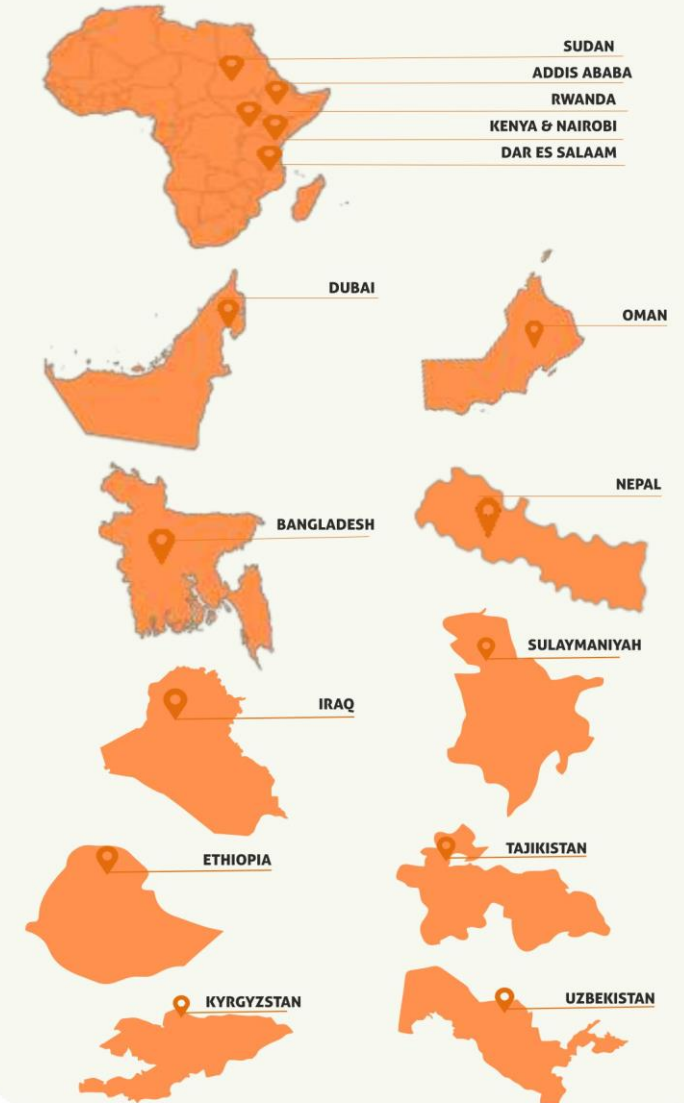 SUDAN
ADDIS ABABA
RWANDA
KENYA & NAIROBI
DAR ES SALAAM
DUBAI
OMAN
NEPAL
BANGLADESH
SULAYMANIYAH
IRAQ
TAJIKISTAN
ETHIOPIA
UZBEKISTAN
KYRGYZSTAN